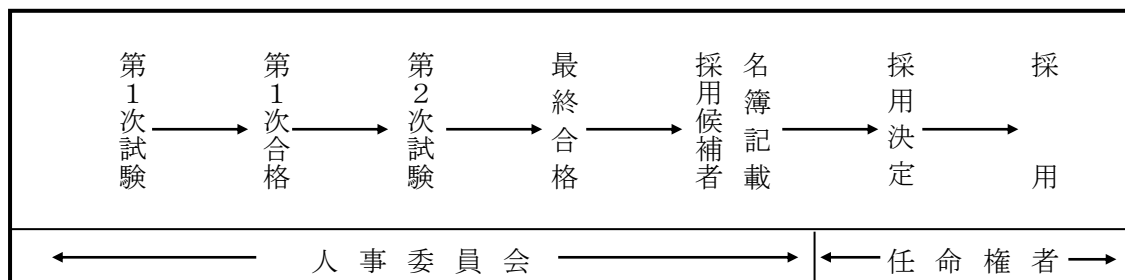 第１次試験
第１次合格
第２次試験
最終合格
採用候補者
名簿記載
採用決定
採用
人事委員会
任命権者